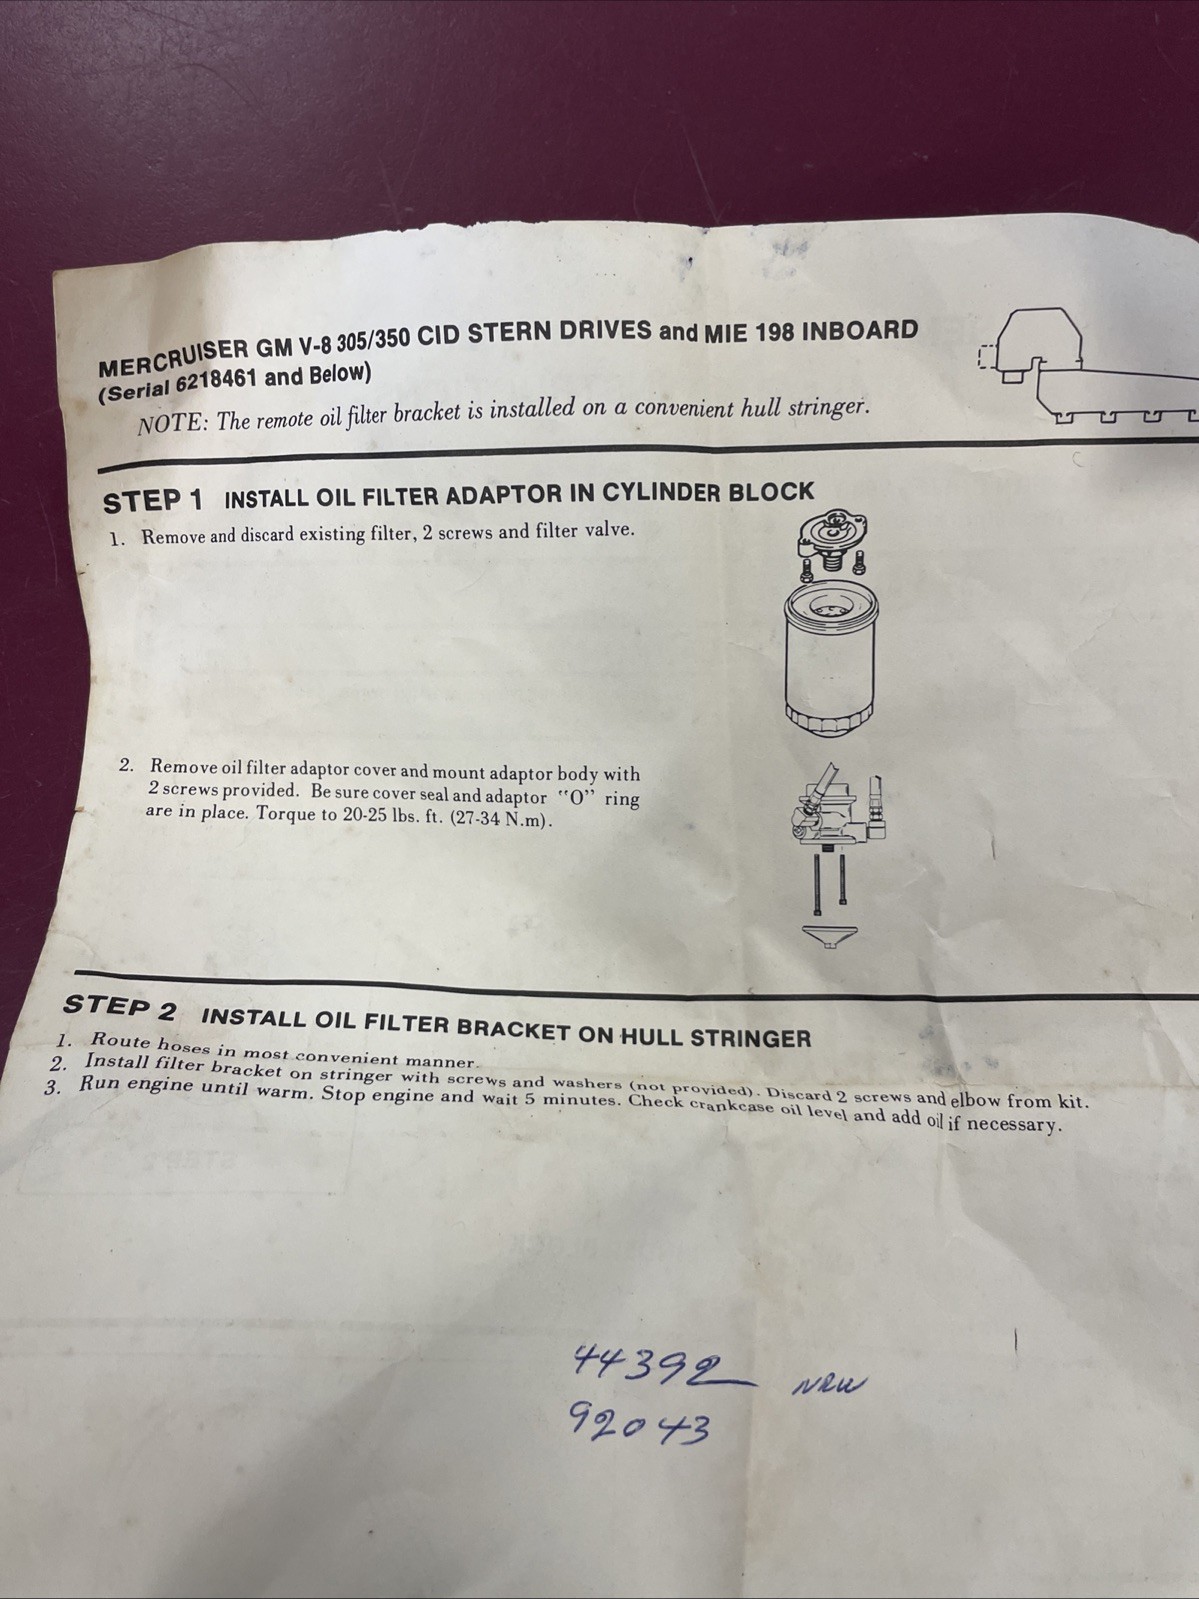 MERCRUISER GM V-8 305/350 CID STERN DRIVES and MIE 198 INBOARD
(Serial 6218461 and Below)
NOTE: The remote oil filter bracket is installed on a convenient hull stringer.
STEP 1 INSTALL OIL FILTER ADAPTOR IN CYLINDER BLOCK
1. Remove and discard existing filter, 2 screws and filter valve.
2. Remove oil filter adaptor cover and mount adaptor body with
2 screws provided. Be sure cover seal and adaptor "O" ring
are in place. Torque to 20-25 lbs. ft. (27-34 N.m).
STEP 2 INSTALL OIL FILTER BRACKET ON HULL STRINGER
1. Route hoses in most convenient manner.
2. Install filter bracket on stringer with screws and washers (not provided). Discard 2 screws and elbow from kit.
3. Run engine until warm. Stop engine and wait 5 minutes. Check crankcase oil level and add oil if necessary.
44392 NEW
92043